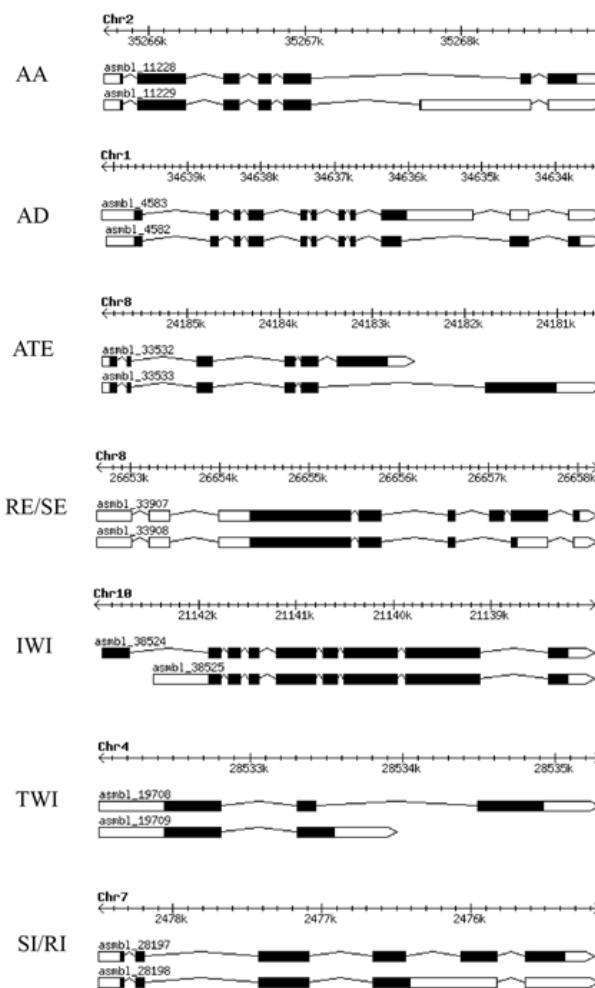 Chr2
35266k 35267k 35268k
AA
asmbl_11228
asmbl_11229
Chr1
34639k 34638k 34637k 34636k 34635k 34634k
AD
asmbl_4583
asmbl_4582
Chr8
24185k 24184k 24183k 24182k 24181k
ATE
asmbl_33532
asmbl_33533
Chr8
26653k 26654k 26655k 26656k 26657k 26658k
RE/SE
asmbl_33907
asmbl_33908
Chr10
21142k 21141k 21140k 21139k
IWI
asmbl_38524
asmbl_38525
Chr4
28533k 28534k 28535k
TWI
asmbl_19708
asmbl_19709
Chr7
2478k 2477k 2476k
SI/RI
asmbl_28197
asmbl_28198